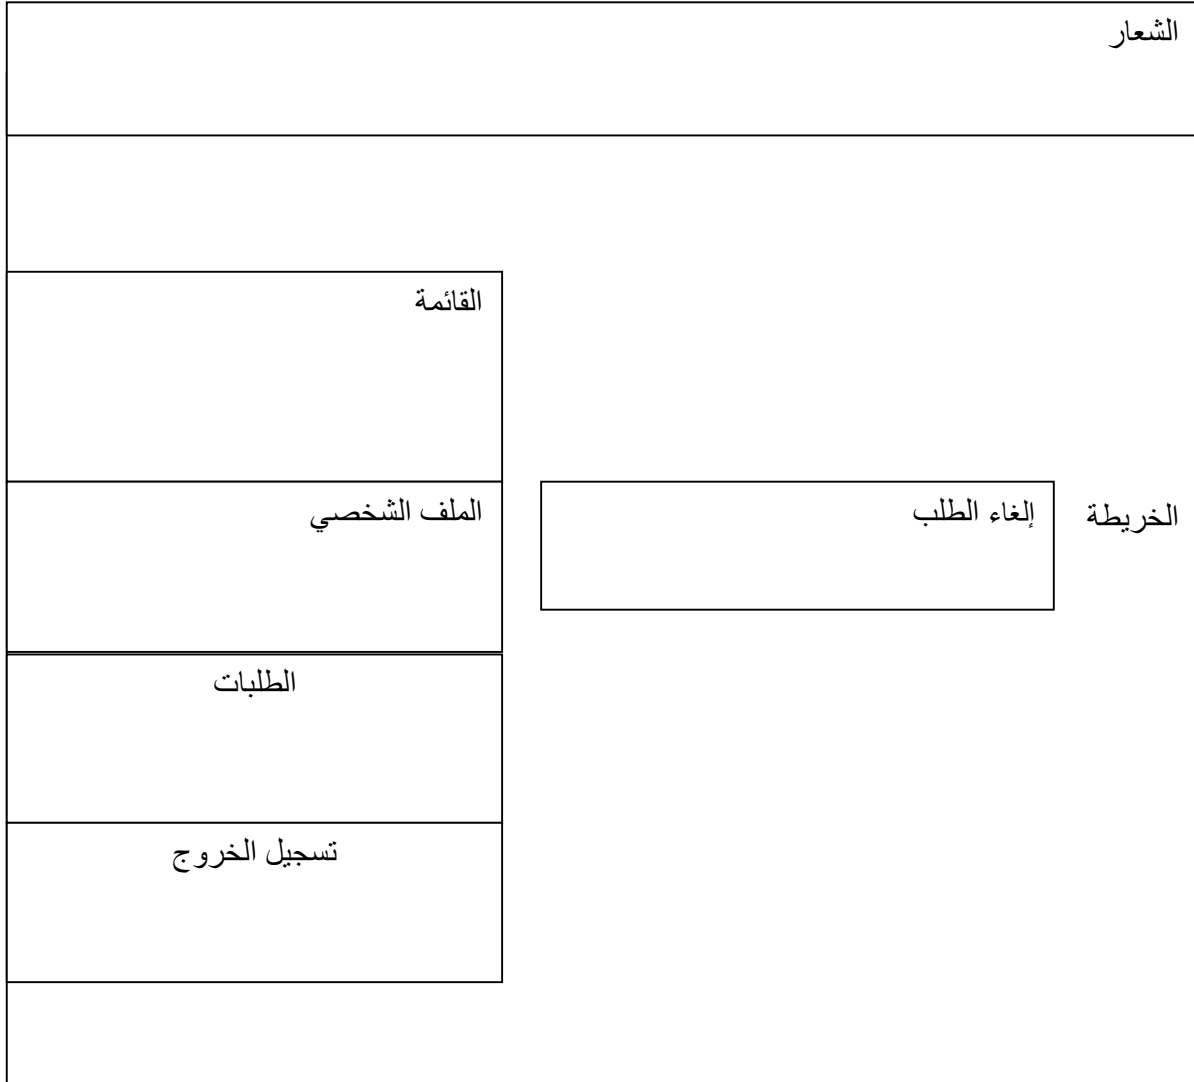 الشعار
القائمة
الخريطة
إلغاء الطلب
الملف الشخصي
الطلبات
تسجيل الخروج